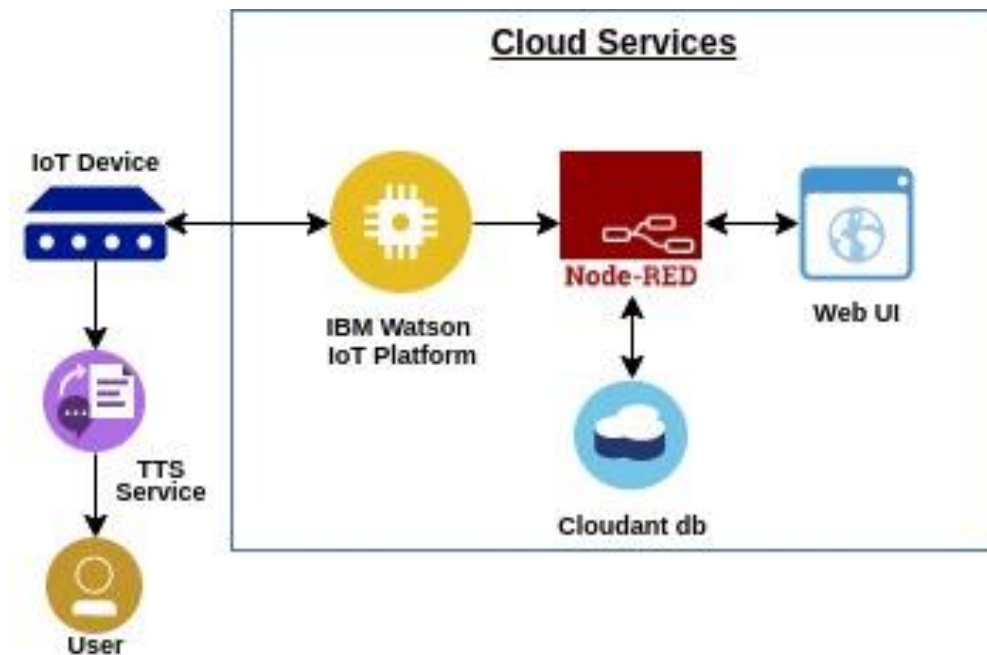 Cloud Services
IoT Device
Node-RED
IBM Watson
IoT Platform
Web UI
TTS
Service
Cloudant db
User